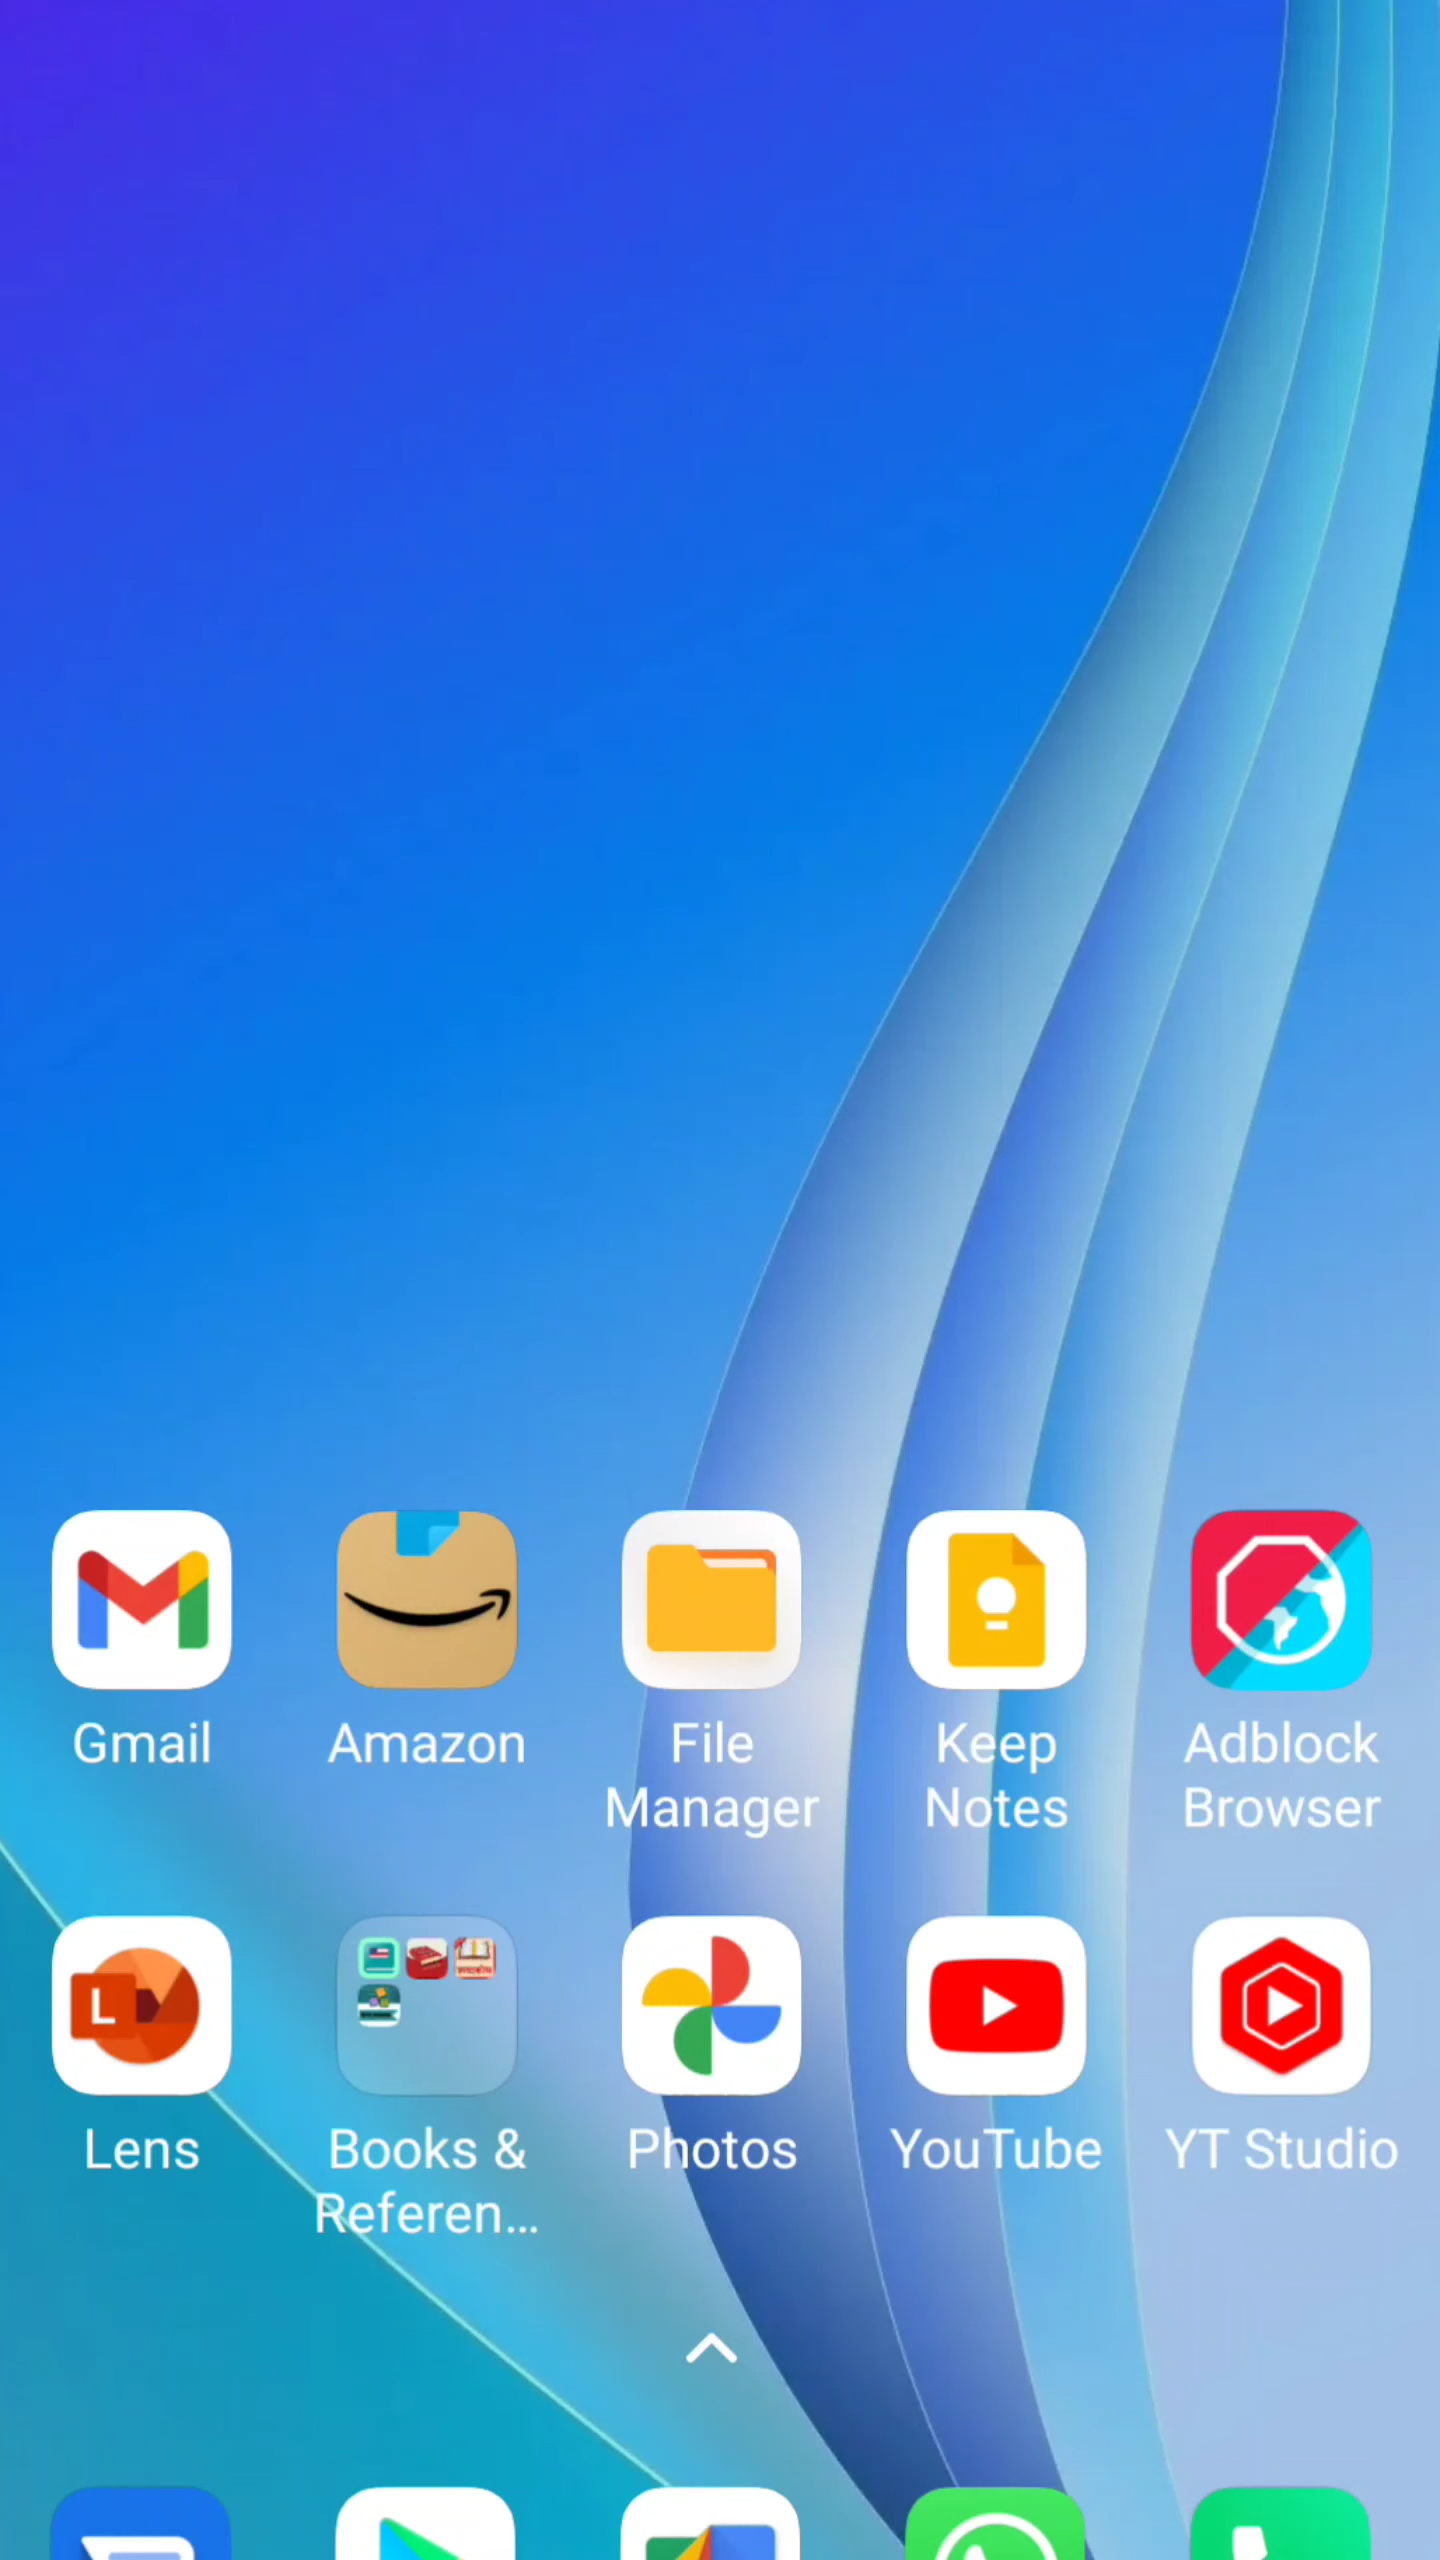 Gmail
Amazon
File
Manager
Keep
Notes
Adblock
Browser
L
Lens
Books &
Referen...
Photos
YouTube
YT Studio